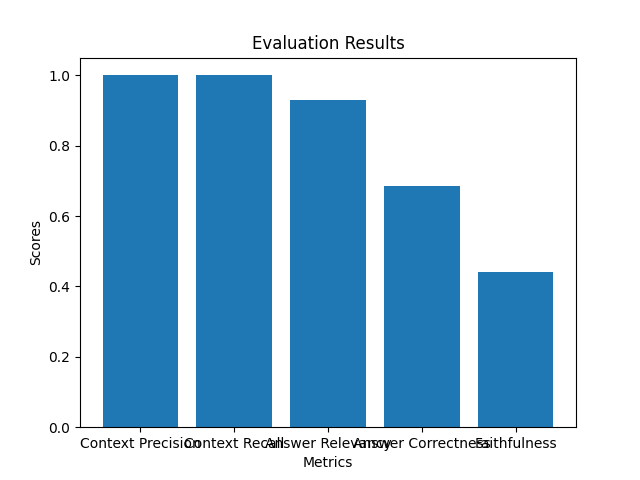 Evaluation Results
Scores
1.0
0.8
0.6
0.4
0.2
0.0
Context Precision Context Recall Answer Relevancy Answer Correctness Faithfulness
Metrics